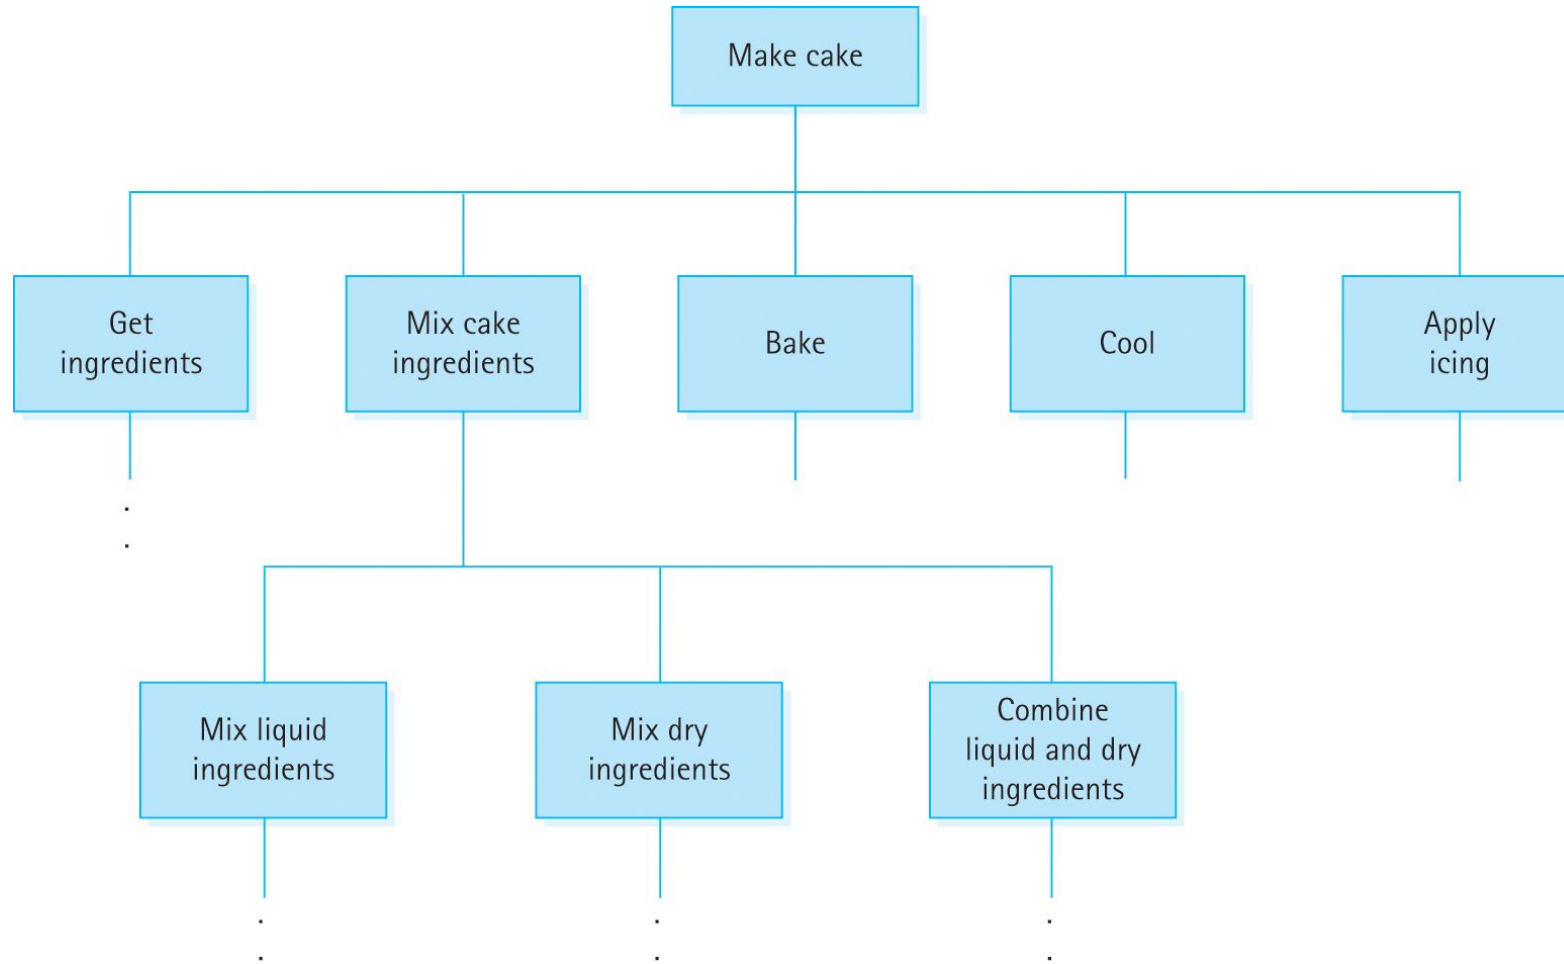 Make cake
Get
ingredients
Mix cake
ingredients
Bake
Cool
Apply
icing
Mix liquid
ingredients
Mix dry
ingredients
Combine
liquid and dry
ingredients